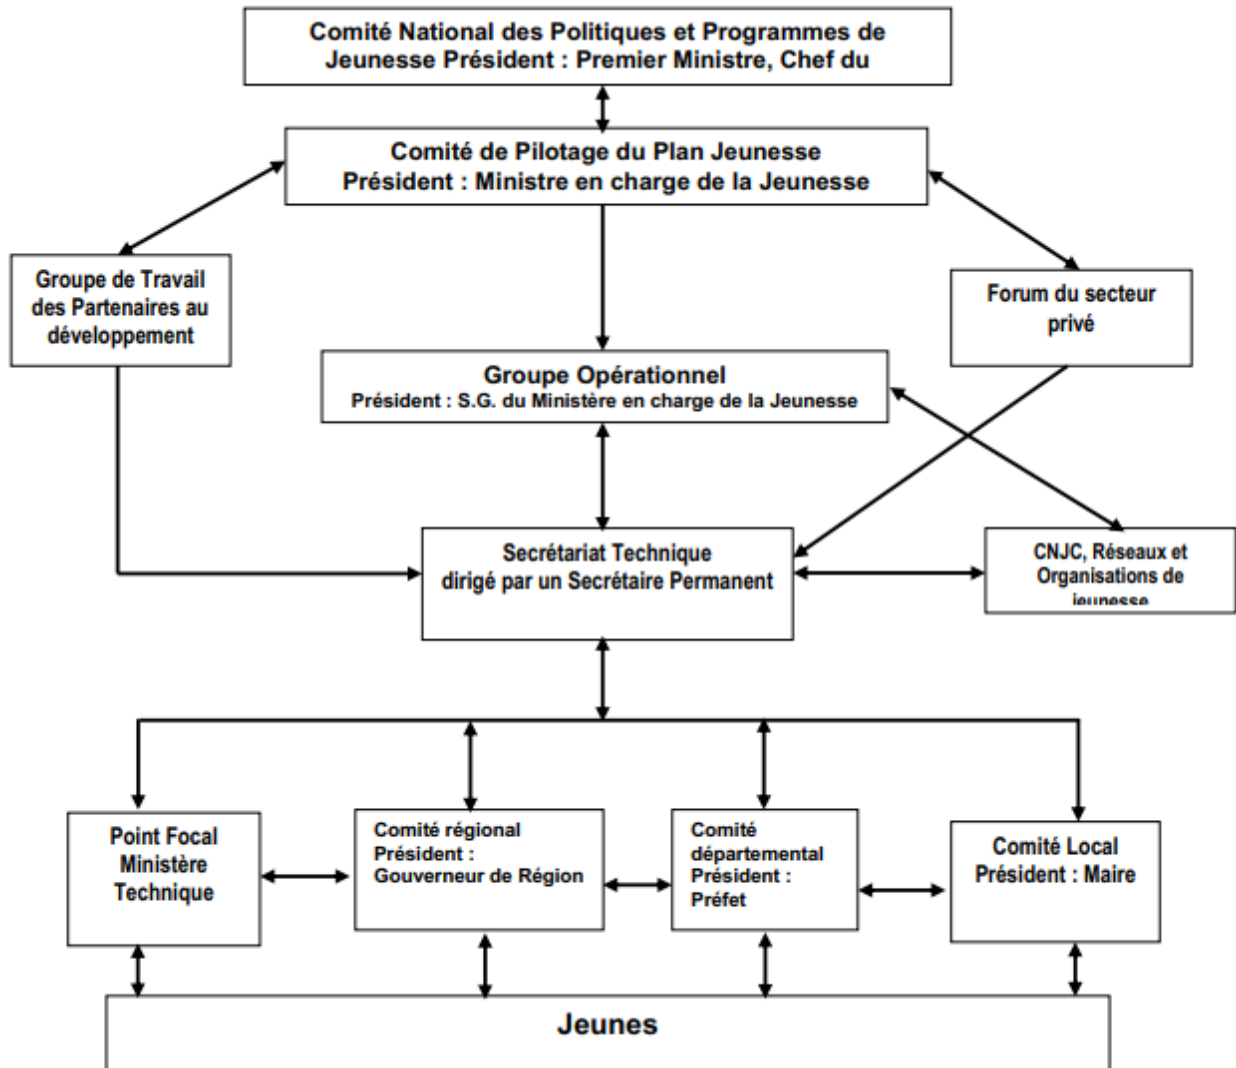 Comité National des Politiques et Programmes de
Jeunesse Président : Premier Ministre, Chef du
Comité de Pilotage du Plan Jeunesse
Président : Ministre en charge de la Jeunesse
Groupe de Travail
des Partenaires au
développement
Forum du secteur
privé
Groupe Opérationnel
Président : S.G. du Ministère en charge de la Jeunesse
Secrétariat Technique
dirigé par un Secrétaire Permanent
CNJC, Réseaux et
Organisations de
jeunesse
Point Focal
Ministère
Technique
Comité régional
Président :
Gouverneur de Région
Comité
départemental
Président :
Préfet
Comité Local
Président : Maire
Jeunes